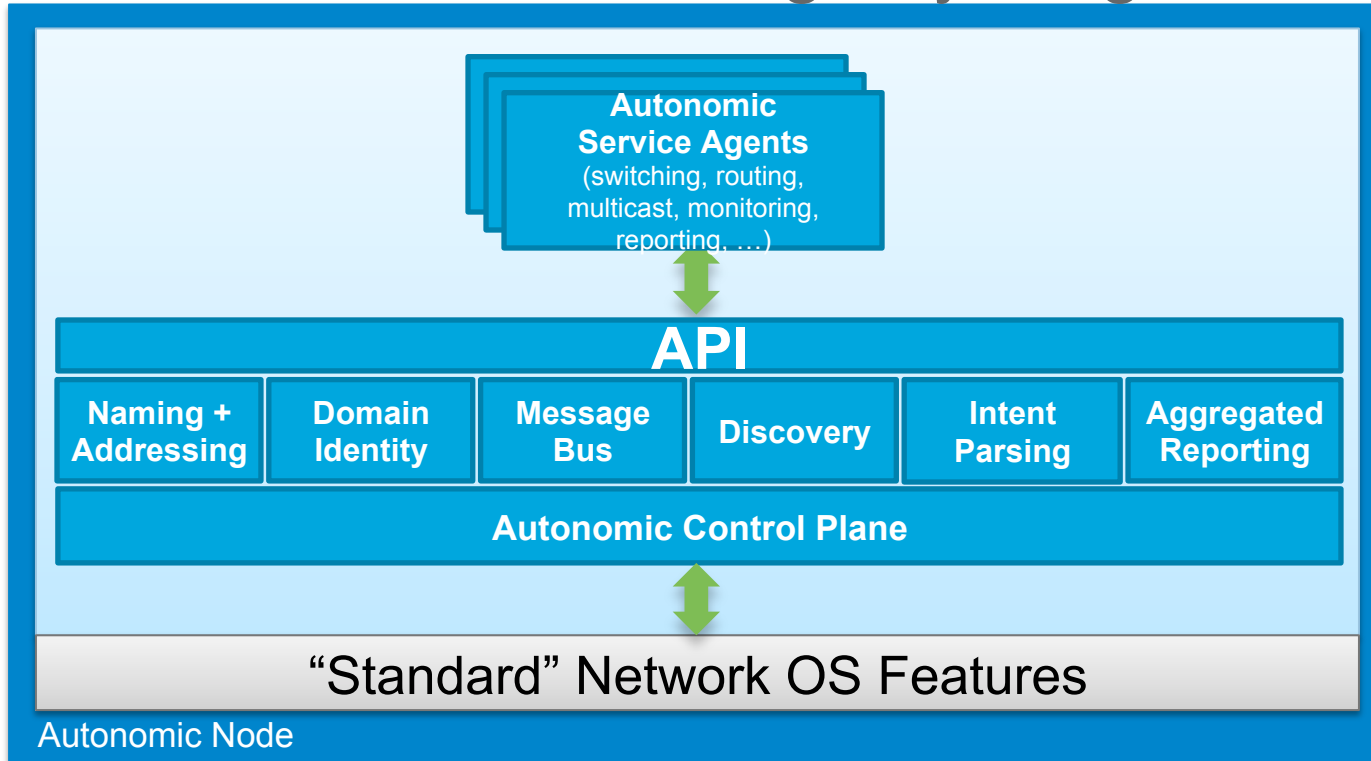 Autonomic
Service Agents
(switching, routing,
multicast, monitoring,
reporting, …)
API
Naming +
Addressing
Domain
Identity
Message
Bus
Discovery
Intent
Parsing
Aggregated
Reporting
Autonomic Control Plane
“Standard” Network OS Features
Autonomic Node